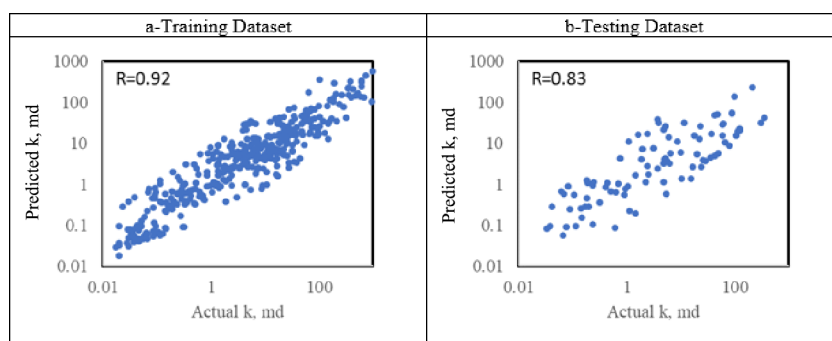 a-Training Dataset
b-Testing Dataset
R=0.92
Predicted k, md
1000
100
10
1
0.1
0.01
0.01
1
100
Actual k, md
R=0.83
Predicted k, md
1000
100
10
1
0.1
0.01
0.01
1
100
Actual k, md